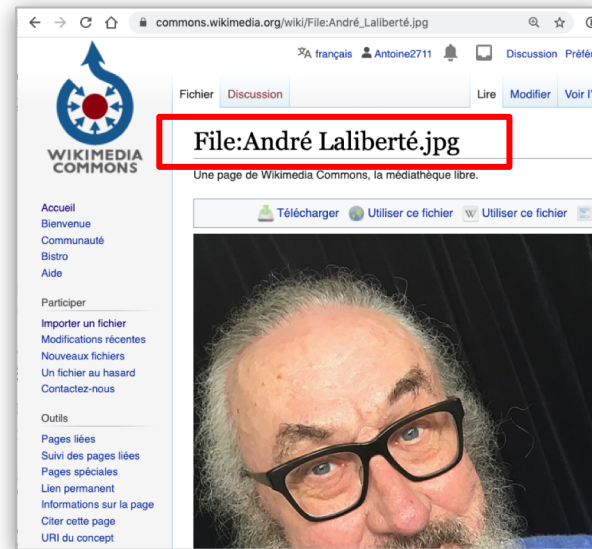 commons.wikimedia.org/wiki/File:André_Laliberté.jpg
français Antoine2711 Discussion
Fichier Discussion Lire Modifier Voir
WIKIMEDIA
COMMONS
File:André Laliberté.jpg
Une page de Wikimedia Commons, la médiathèque libre.
Télécharger Utiliser ce fichier Utiliser ce fichier
Accueil
Bienvenue
Communauté
Bistro
Aide
Participer
Importer un fichier
Modifications récentes
Nouveaux fichiers
Un fichier au hasard
Contactez-nous
Outils
Pages liées
Suivi des pages liées
Pages spéciales
Lien permanent
Informations sur la page
Citer cette page
URI du concept